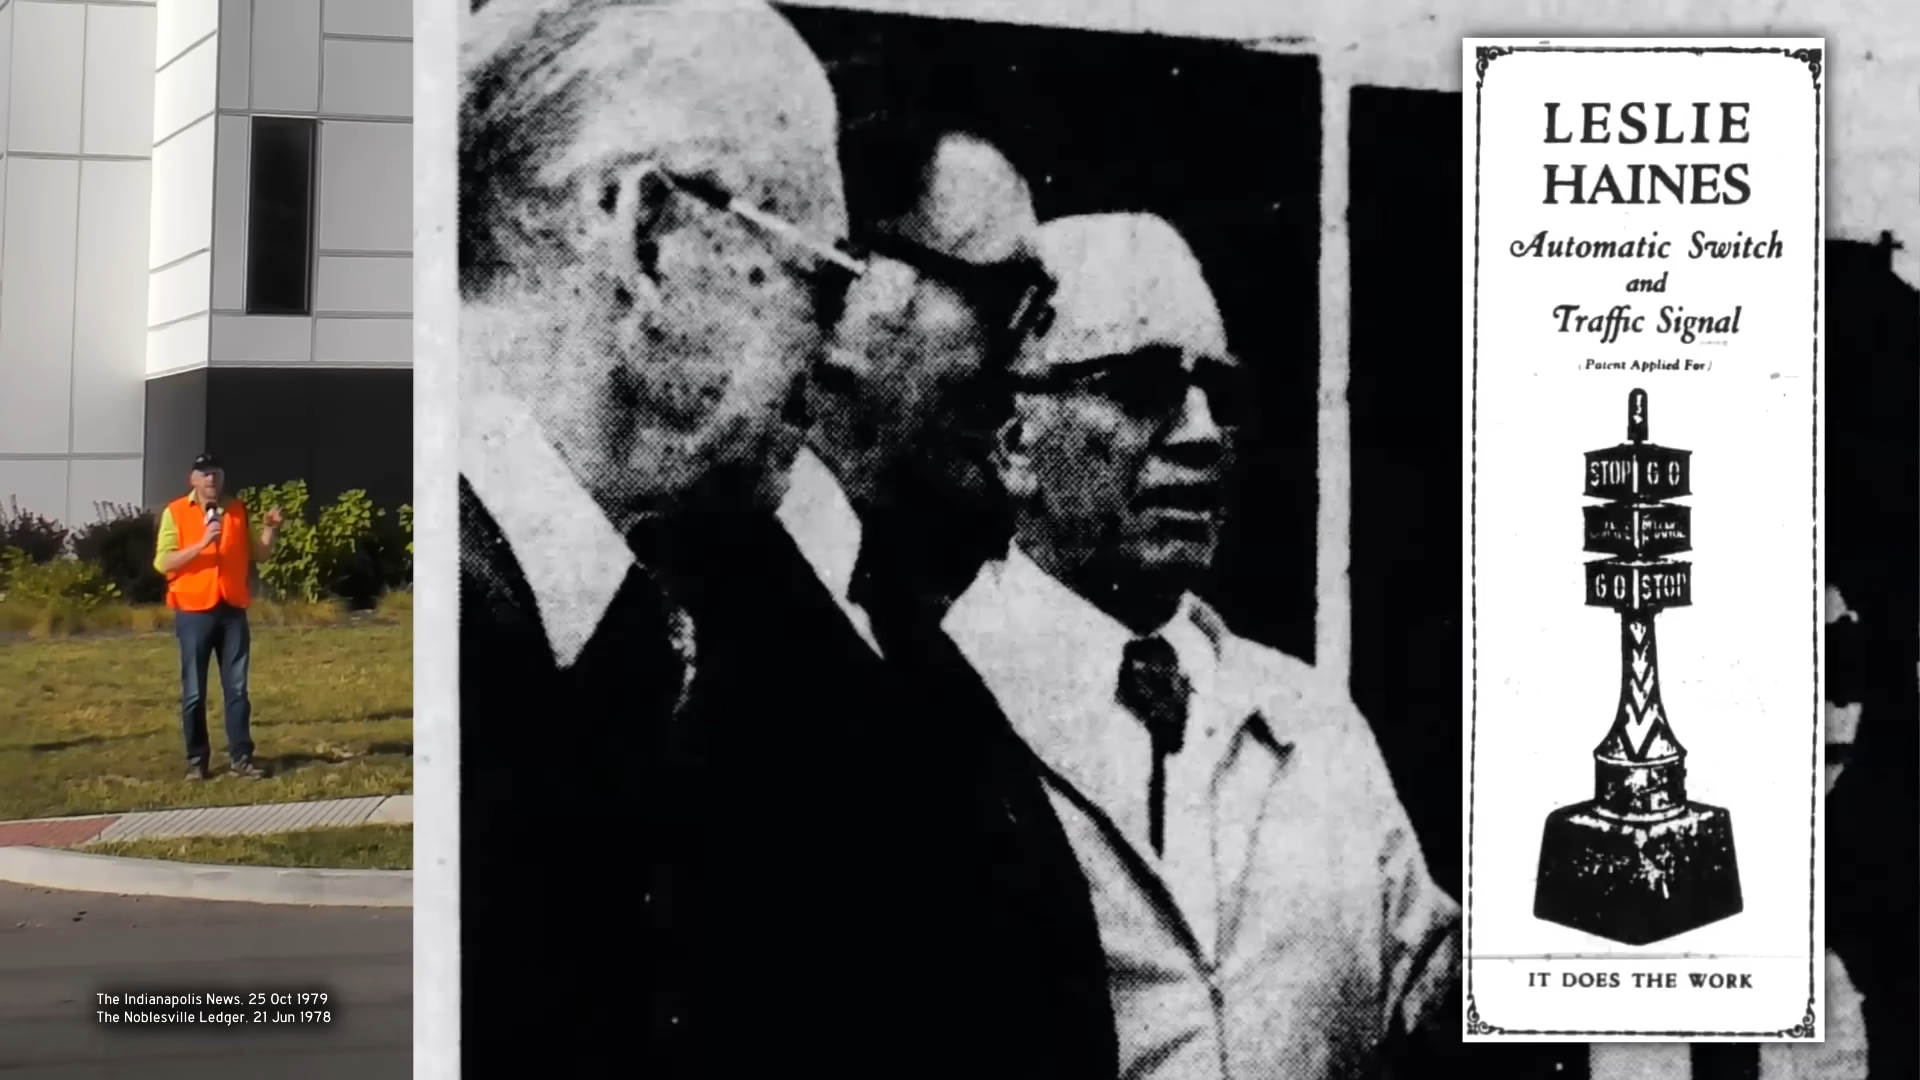 LESLIE
HAINES
Automatic Switch
and
Traffic Signal
(Patent Applied For)
STOP GO
GO STOP
IT DOES THE WORK
The Indianapolis News, 25 Oct 1979
The Noblesville Ledger, 21 Jun 1978